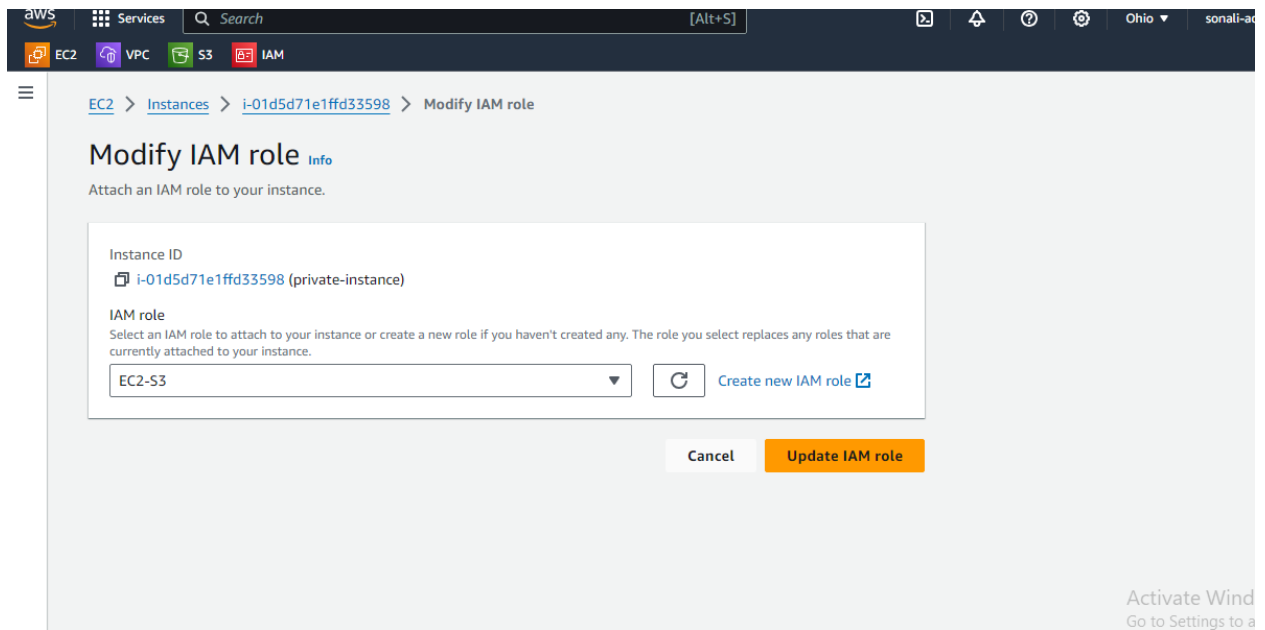 aws Services Search [Alt+S] Ohio ▼ sonali-ac
EC2 VPC S3 IAM
EC2 > Instances > i-01d5d71e1ffd33598 > Modify IAM role
Modify IAM role Info
Attach an IAM role to your instance.
Instance ID
i-01d5d71e1ffd33598 (private-instance)
IAM role
Select an IAM role to attach to your instance or create a new role if you haven't created any. The role you select replaces any roles that are
currently attached to your instance.
EC2-S3 Create new IAM role
Cancel Update IAM role
Activate Wind
Go to Settings to a